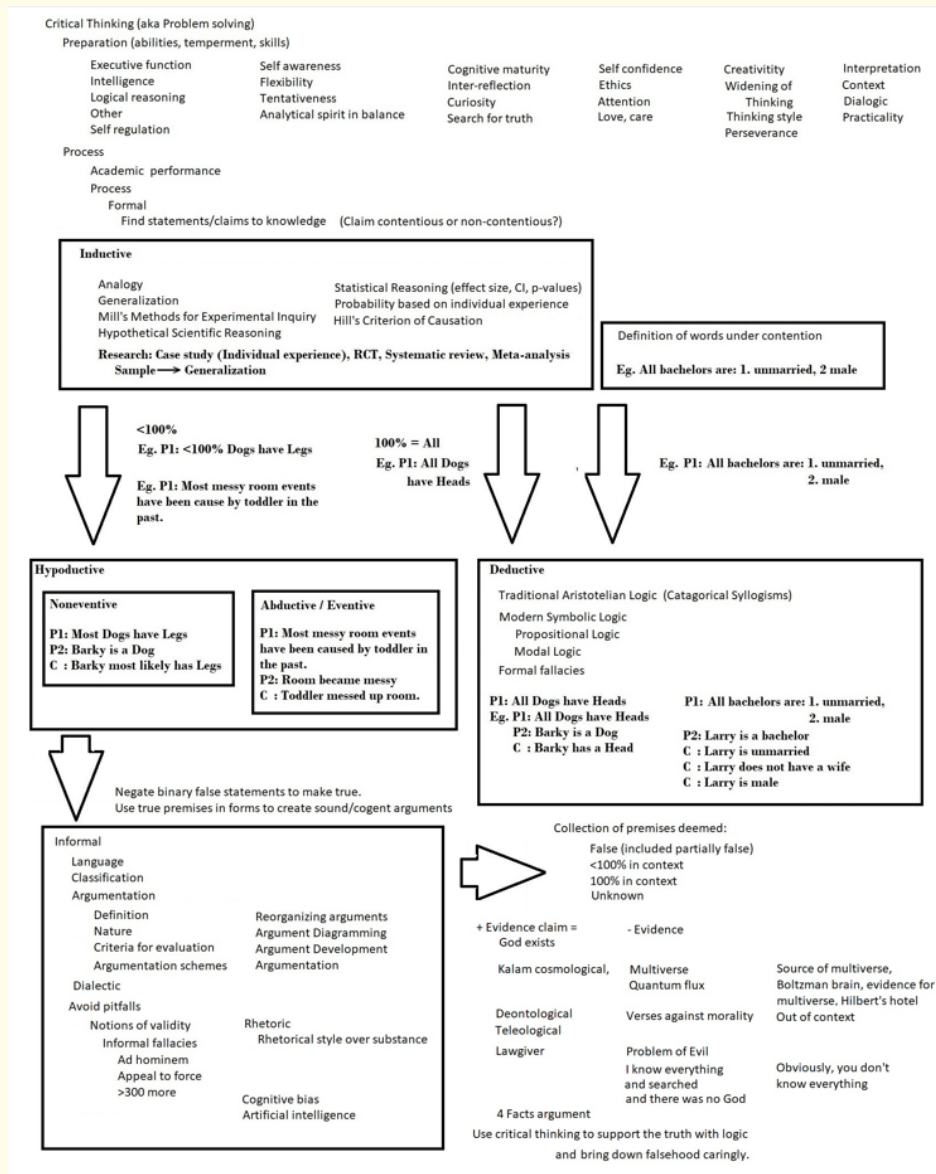 Critical Thinking (aka Problem solving)
Preparation (abilities, temperment, skills)
Executive function
Intelligence
Logical reasoning
Other
Self regulation
Self awareness
Flexibility
Tentativeness
Analytical spirit in balance
Cognitive maturity
Inter-reflection
Curiosity
Search for truth
Self confidence
Ethics
Attention
Love, care
Creativitity
Widening of
Thinking
Thinking style
Perseverance
Interpretation
Context
Dialogic
Practicality
Process
Academic performance
Process
Formal
Find statements/claims to knowledge (Claim contentious or non-contentious?)
Inductive
Analogy
Generalization
Mill's Methods for Experimental Inquiry
Hypothetical Scientific Reasoning
Statistical Reasoning (effect size, CI, p-values)
Probability based on individual experience
Hill's Criterion of Causation
Research: Case study (Individual experience), RCT, Systematic review, Meta-analysis
Sample ⟶ Generalization
Definition of words under contention
Eg. All bachelors are: 1. unmarried, 2 male
<100%
Eg. P1: <100% Dogs have Legs
Eg. P1: Most messy room events
have been cause by toddler in the
past.
100% = All
Eg. P1: All Dogs
have Heads
,
Eg. P1: All bachelors are: 1. unmarried,
2. male
Hypoductive
Noneventive
P1: Most Dogs have Legs
P2: Barky is a Dog
C : Barky most likely has Legs
Abductive / Eventive
P1: Most messy room events
have been caused by toddler in
the past.
P2: Room became messy
C : Toddler messed up room.
Deductive
Traditional Aristotelian Logic (Catagorical Syllogisms)
Modern Symbolic Logic
Propositional Logic
Modal Logic
Formal fallacies
P1: All Dogs have Heads
Eg. P1: All Dogs have Heads
P2: Barky is a Dog
C : Barky has a Head
P1: All bachelors are: 1. unmarried,
2. male
P2: Larry is a bachelor
C : Larry is unmarried
C : Larry does not have a wife
C : Larry is male
Negate binary false statements to make true.
Use true premises in forms to create sound/cogent arguments
Informal
Language
Classification
Argumentation
Definition
Nature
Criteria for evaluation
Argumentation schemes
Reorganizing arguments
Argument Diagramming
Argument Development
Argumentation
Dialectic
Avoid pitfalls
Notions of validity
Informal fallacies
Ad hominem
Appeal to force
>300 more
Rhetoric
Rhetorical style over substance
Cognitive bias
Artificial intelligence
Collection of premises deemed:
False (included partially false)
<100% in context
100% in context
Unknown
+ Evidence claim =
God exists
- Evidence
Kalam cosmological,
Multiverse
Quantum flux
Source of multiverse,
Boltzman brain, evidence for
multiverse, Hilbert's hotel
Deontological
Teleological
Verses against morality
Out of context
Lawgiver
Problem of Evil
I know everything
and searched
and there was no God
Obviously, you don't
know everything
4 Facts argument
Use critical thinking to support the truth with logic
and bring down falsehood caringly.